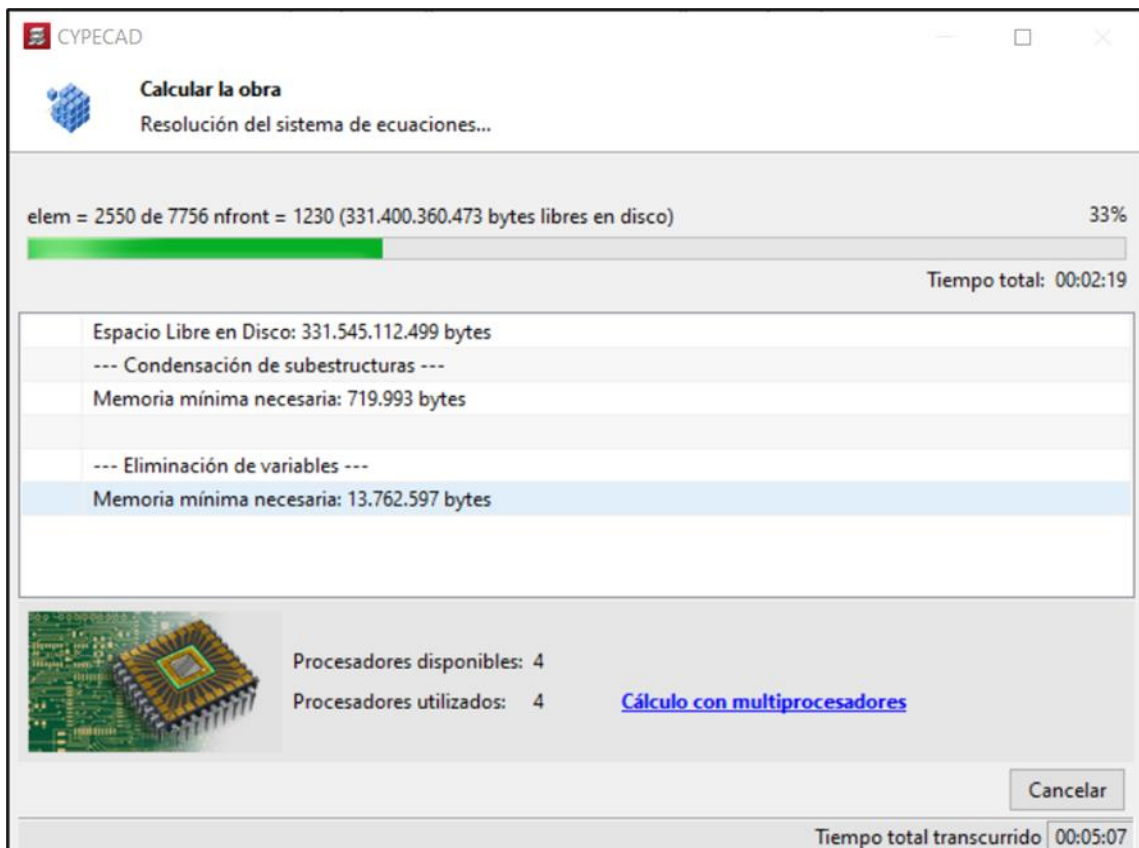 CYPECAD
Calcular la obra
Resolución del sistema de ecuaciones...
elem = 2550 de 7756 nfront = 1230 (331.400.360.473 bytes libres en disco) 33%
Tiempo total: 00:02:19
Espacio Libre en Disco: 331.545.112.499 bytes
--- Condensación de subestructuras ---
Memoria mínima necesaria: 719.993 bytes
--- Eliminación de variables ---
Memoria mínima necesaria: 13.762.597 bytes
Procesadores disponibles: 4
Procesadores utilizados: 4 Cálculo con multiprocesadores
Cancelar
Tiempo total transcurrido 00:05:07